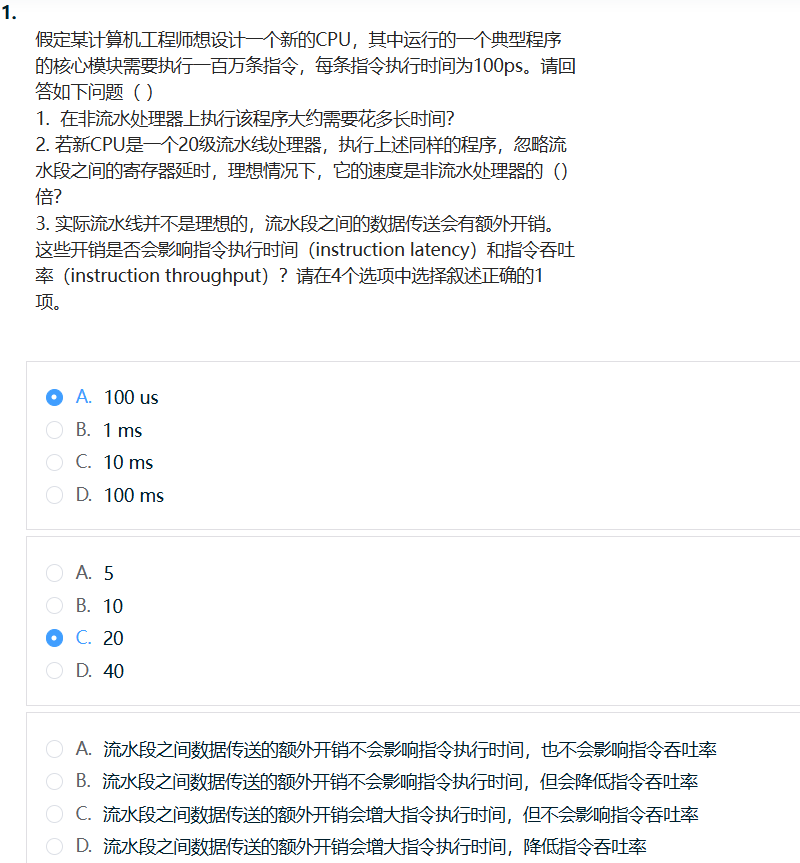 1.
假定某计算机工程师想设计一个新的CPU，其中运行的一个典型程序
的核心模块需要执行一百万条指令，每条指令执行时间为100ps。请回
答如下问题（ ）
1. 在非流水处理器上执行该程序大约需要花多长时间？
2. 若新CPU是一个20级流水线处理器，执行上述同样的程序，忽略流
水段之间的寄存器延时，理想情况下，它的速度是非流水处理器的（）
倍？
3. 实际流水线并不是理想的，流水段之间的数据传送会有额外开销。
这些开销是否会影响指令执行时间（instruction latency）和指令吞吐
率（instruction throughput）？请在4个选项中选择叙述正确的1
项。
A. 100 us
B. 1 ms
C. 10 ms
D. 100 ms
A. 5
B. 10
C. 20
D. 40
A. 流水段之间数据传送的额外开销不会影响指令执行时间，也不会影响指令吞吐率
B. 流水段之间数据传送的额外开销不会影响指令执行时间，但会降低指令吞吐率
C. 流水段之间数据传送的额外开销会增大指令执行时间，但不会影响指令吞吐率
D. 流水段之间数据传送的额外开销会增大指令执行时间，降低指令吞吐率